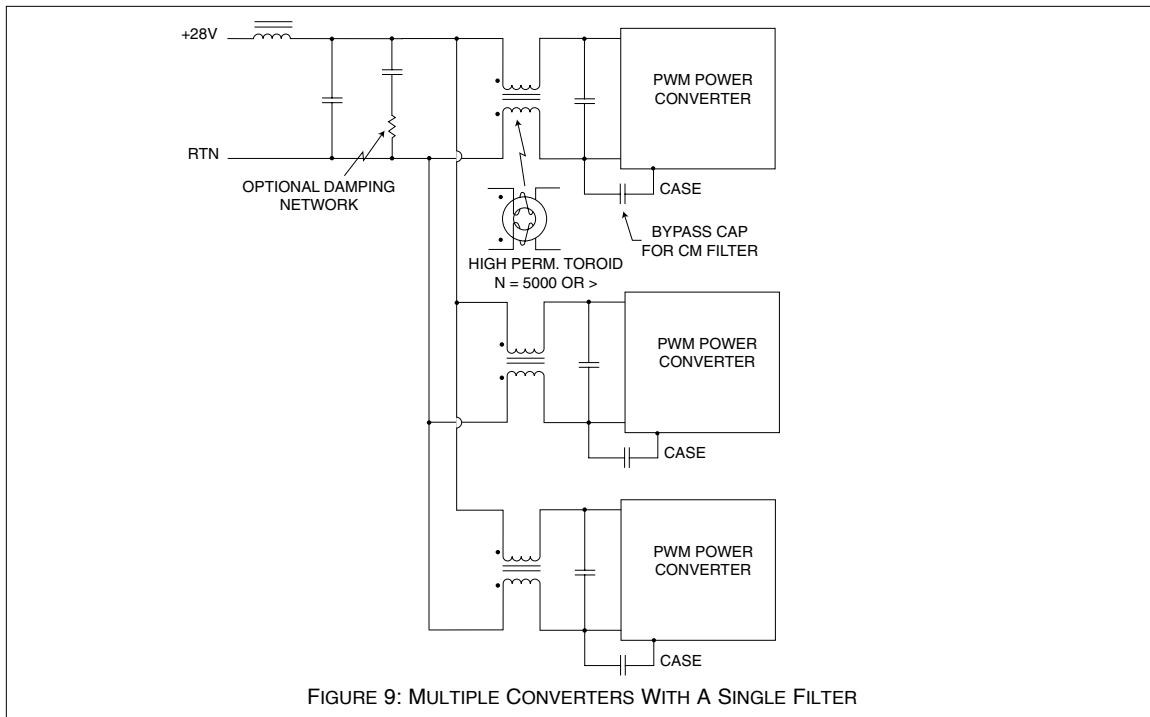 +28V
RTN
OPTIONAL DAMPING
NETWORK
PWM POWER
CONVERTER
CASE
BYPASS CAP
FOR CM FILTER
HIGH PERM. TOROID
N = 5000 OR >
PWM POWER
CONVERTER
CASE
PWM POWER
CONVERTER
CASE
FIGURE 9: MULTIPLE CONVERTERS WITH A SINGLE FILTER